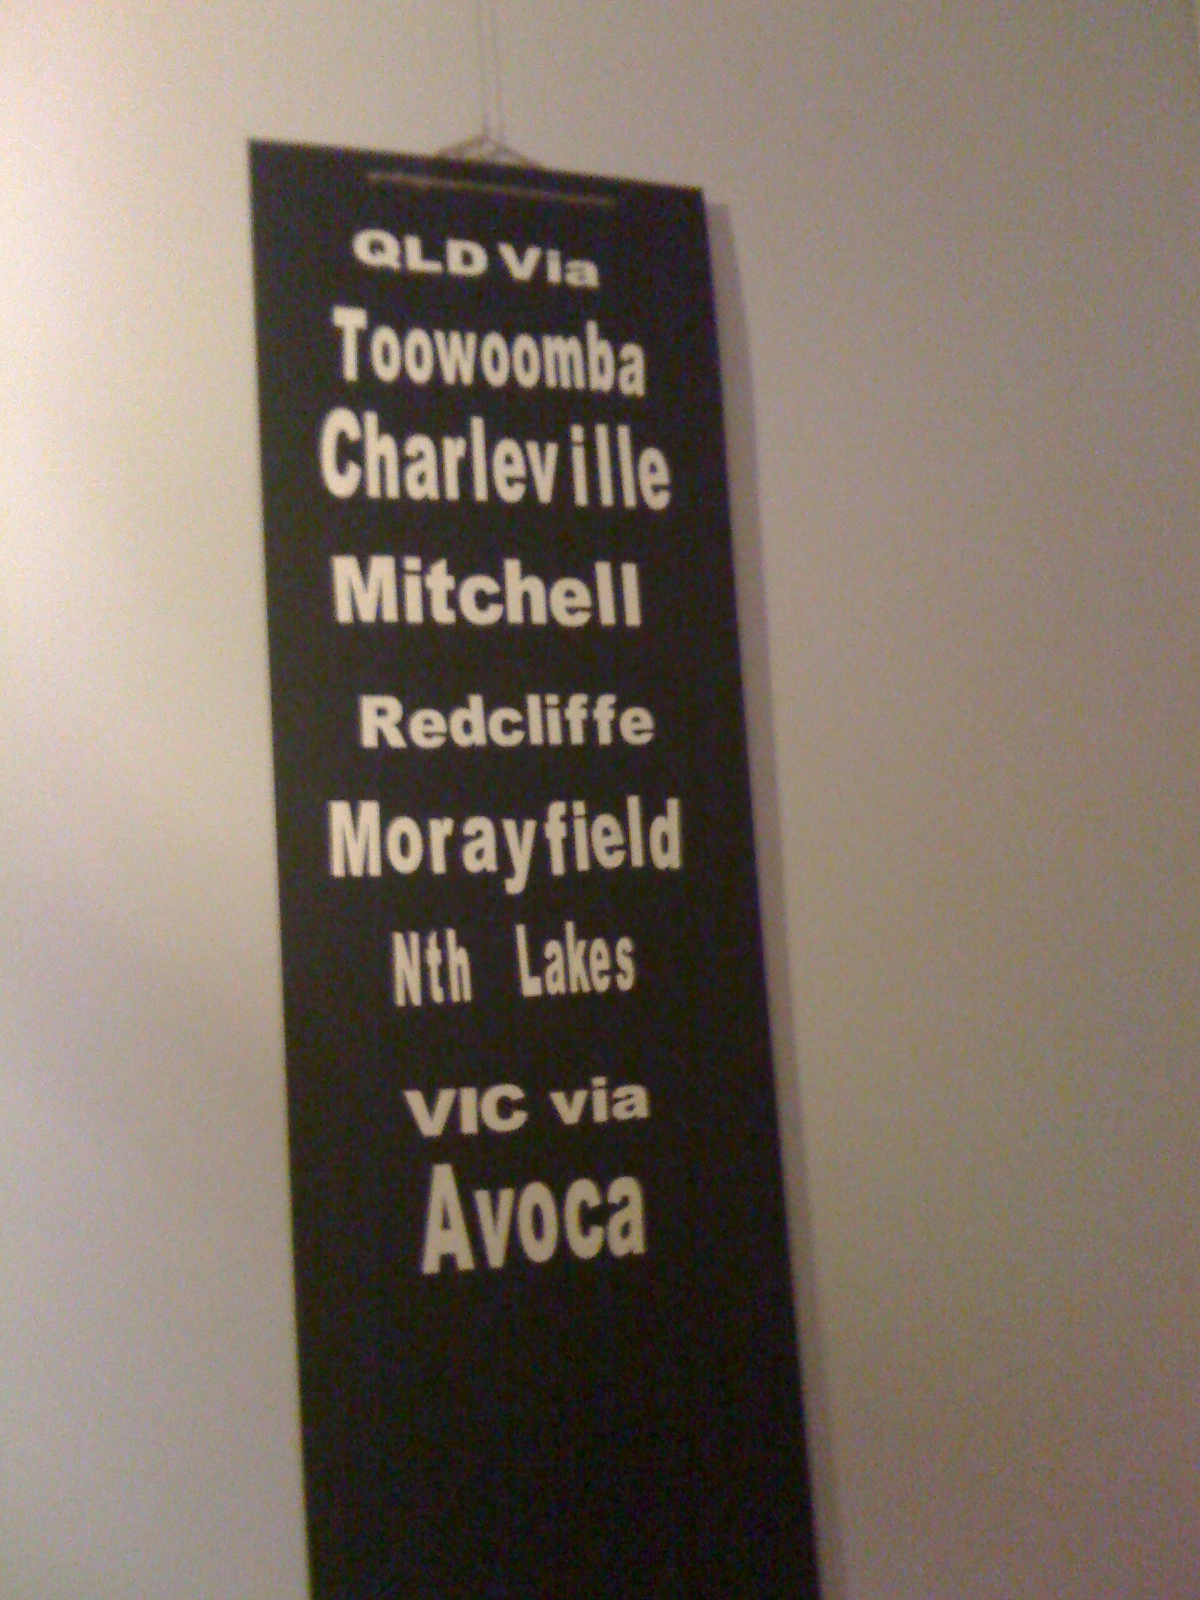 QLD Via
Toowoomba
Charleville
Mitchell
Redcliffe
Morayfield
Nth Lakes
VIC via
Avoca